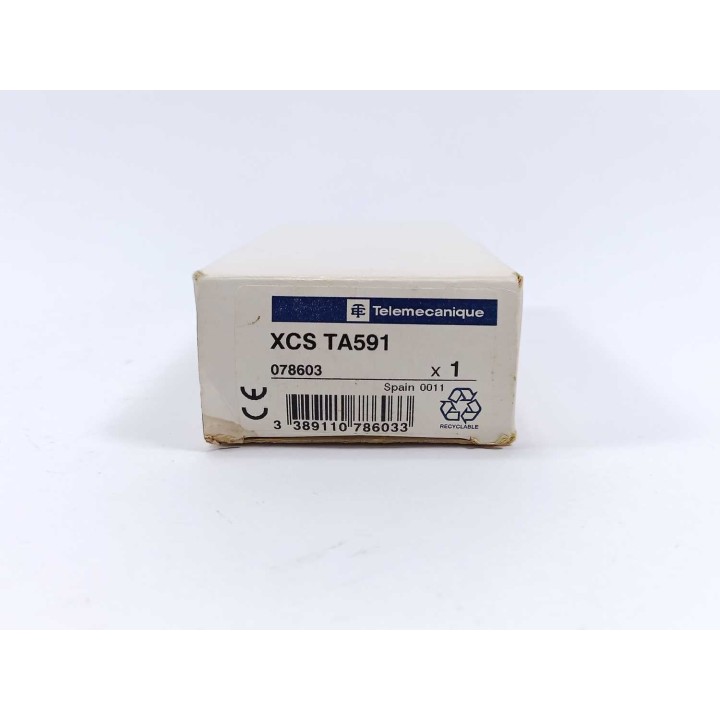 Telemecanique
XCS TA591
078603 x 1
Spain 0011
CE
3 389110 786033
RECYCLABLE